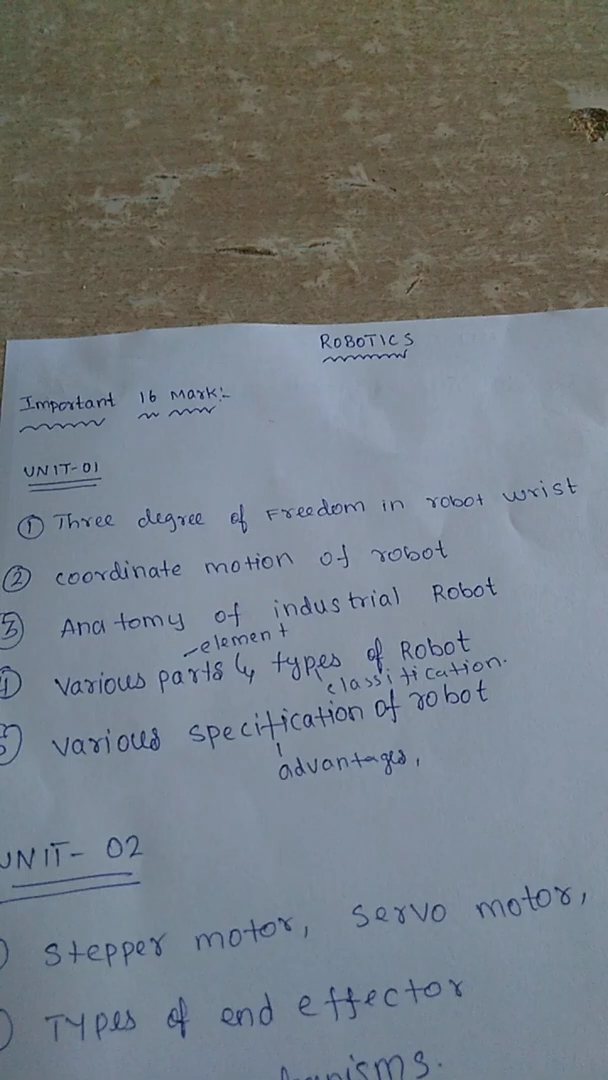 ROBOTICS
Important 16 Mark:-
UNIT-01
① Three degree of Freedom in robot wrist
② coordinate motion of robot
③ Anatomy of industrial Robot
-element
Various parts & types of Robot
classification.
various specification of robot
advantages,
UNIT- 02
stepper motor, servo motor,
TYPes of end effector